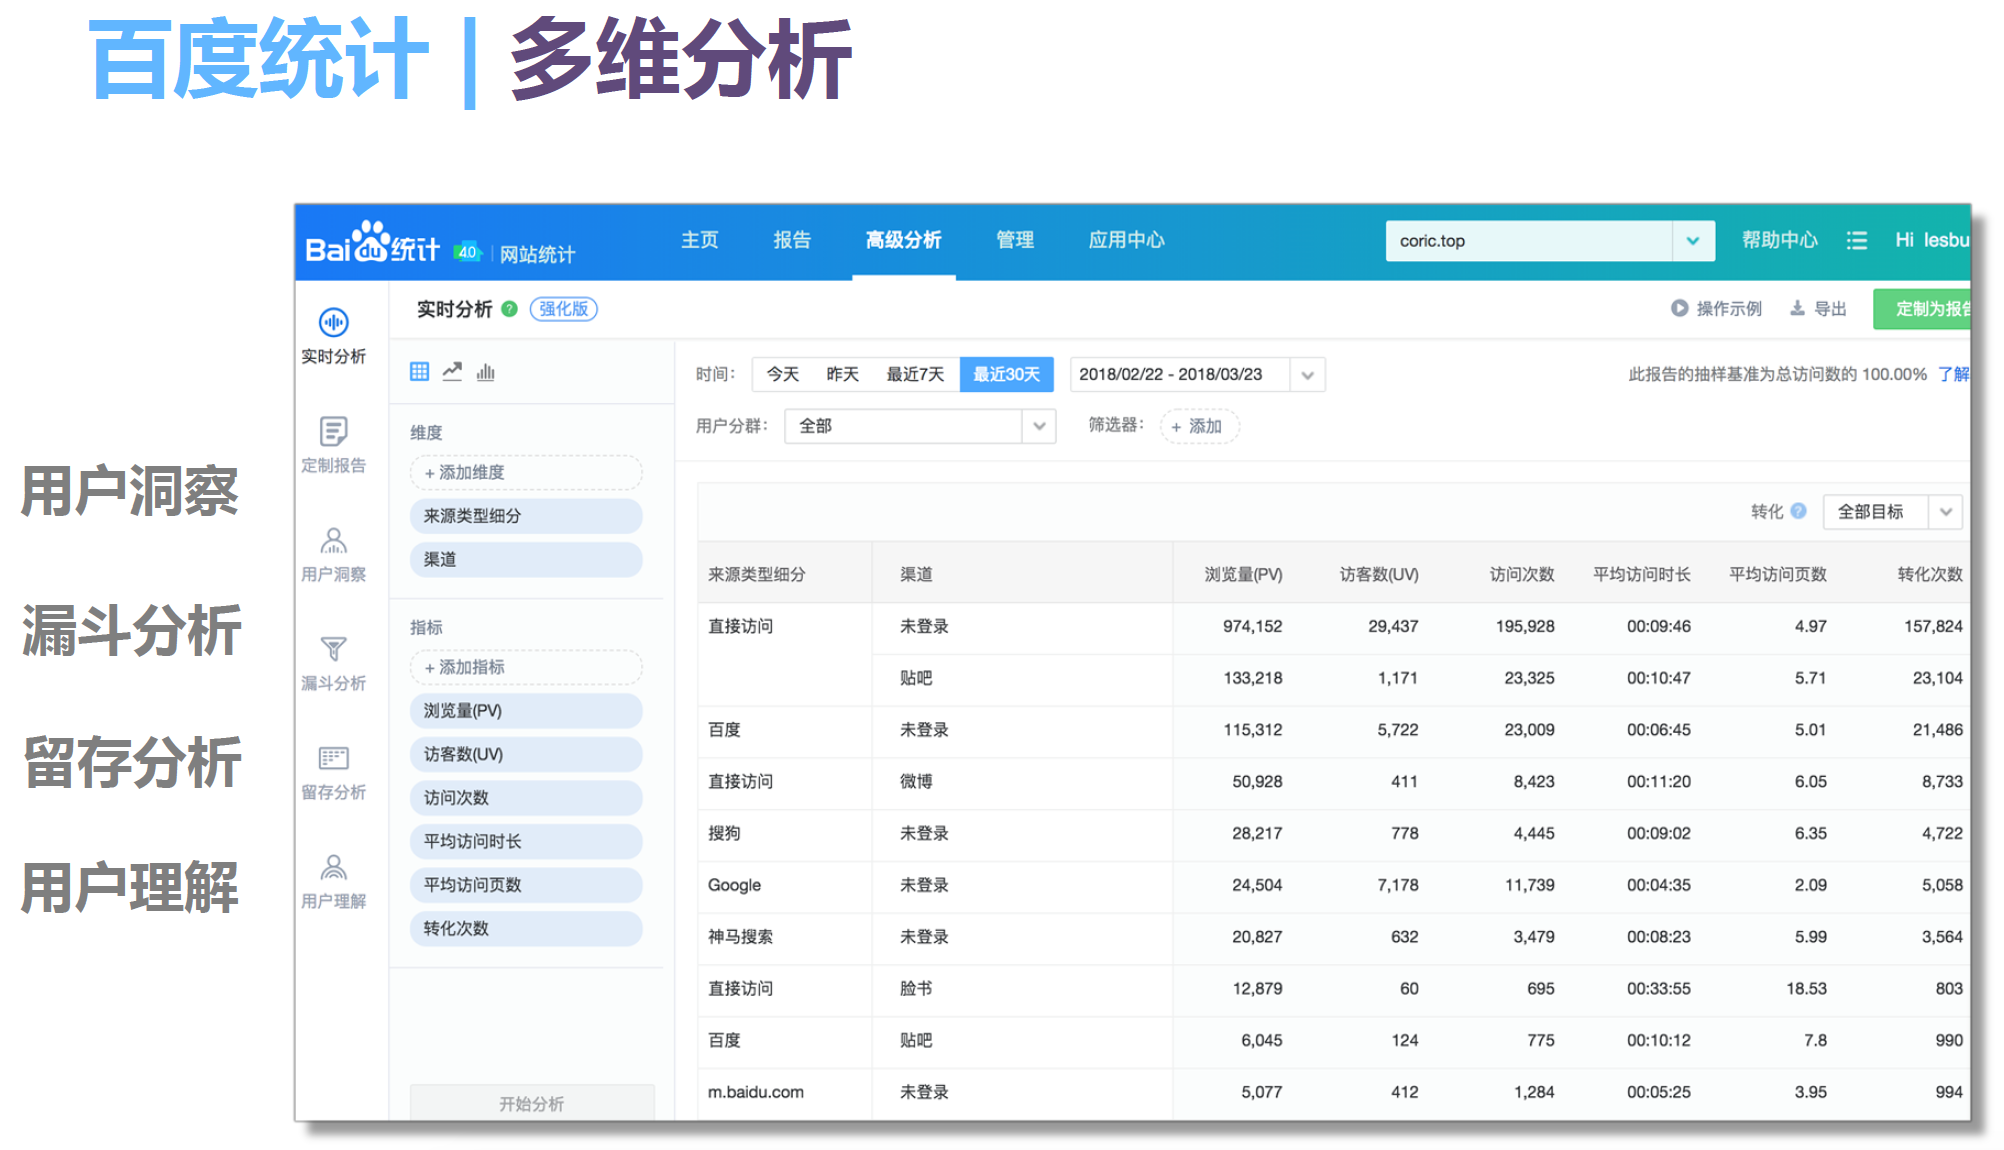 百度统计 | 多维分析
用户洞察
漏斗分析
留存分析
用户理解
Baidu统计 4.0 | 网站统计
主页 报告 高级分析 管理 应用中心
coric.top
帮助中心
Hi lesbu
实时分析
定制报告
用户洞察
漏斗分析
留存分析
用户理解
实时分析 ? 强化版
操作示例 导出 定制为报告
维度
+ 添加维度
来源类型细分
渠道
指标
+ 添加指标
浏览量(PV)
访客数(UV)
访问次数
平均访问时长
平均访问页数
转化次数
开始分析
时间： 今天 昨天 最近7天 最近30天 2018/02/22 - 2018/03/23
此报告的抽样基准为总访问数的 100.00% 了解
用户分群： 全部 筛选器： + 添加
转化 ? 全部目标
来源类型细分 渠道 浏览量(PV) 访客数(UV) 访问次数 平均访问时长 平均访问页数 转化次数
直接访问 未登录 974,152 29,437 195,928 00:09:46 4.97 157,824
贴吧 133,218 1,171 23,325 00:10:47 5.71 23,104
百度 未登录 115,312 5,722 23,009 00:06:45 5.01 21,486
直接访问 微博 50,928 411 8,423 00:11:20 6.05 8,733
搜狗 未登录 28,217 778 4,445 00:09:02 6.35 4,722
Google 未登录 24,504 7,178 11,739 00:04:35 2.09 5,058
神马搜索 未登录 20,827 632 3,479 00:08:23 5.99 3,564
直接访问 脸书 12,879 60 695 00:33:55 18.53 803
百度 贴吧 6,045 124 775 00:10:12 7.8 990
m.baidu.com 未登录 5,077 412 1,284 00:05:25 3.95 994